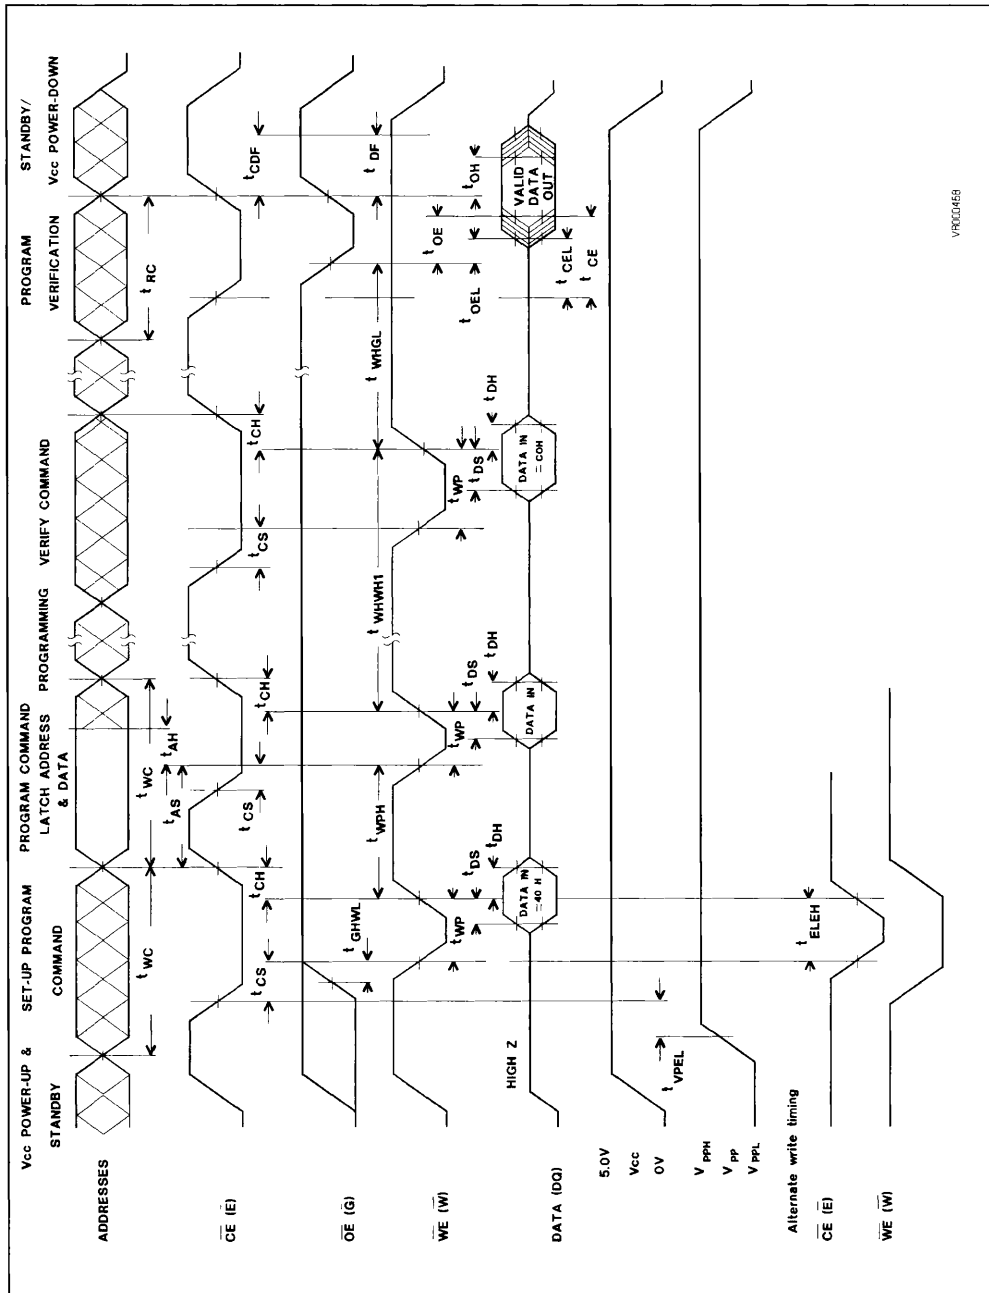 Vcc POWER-UP &
STANDBY
SET-UP PROGRAM
COMMAND
PROGRAM COMMAND
LATCH ADDRESS
& DATA
PROGRAMMING
VERIFY COMMAND
PROGRAM
VERIFICATION
STANDBY/
Vcc POWER-DOWN
ADDRESSES
tWC
tWC
tAS
tAH
tRC
CE (E)
tCS
tCH
tCS
tCH
tCS
tCH
tCDF
OE (G)
tGHWL
tWPH
tWHWH1
tWHGL
tDF
WE (W)
tWP
tDS
tDH
tWP
tDS
tDH
tWP
tDS
tDH
tOEL
tOE
tOH
DATA (DQ)
HIGH Z
DATA IN
= 40 H
DATA IN
DATA IN
= COH
VALID
DATA
OUT
tCEL
tCE
5.0V
Vcc
0V
tVPEL
VPPH
VPP
VPPL
Alternate write timing
CE (E)
tELEH
WE (W)
VR000458